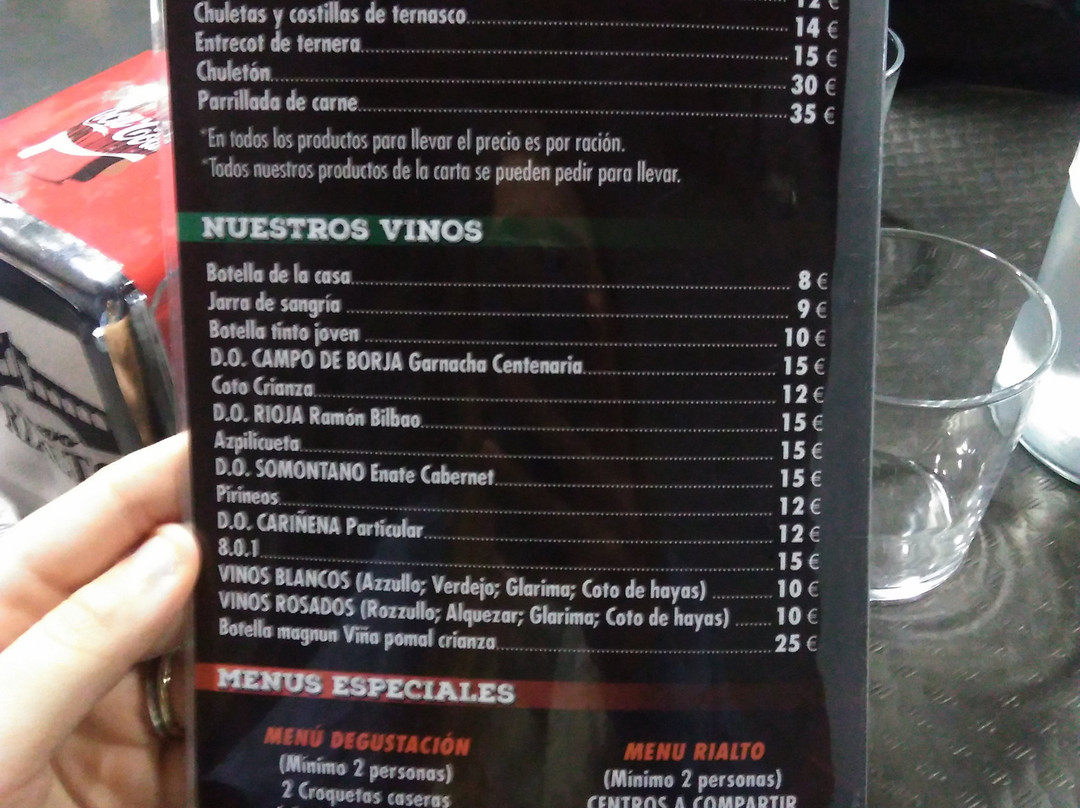 12 €
Chuletas y costillas de ternasco 14 €
Entrecot de ternera 15 €
Chuletón 30 €
Parrillada de carne 35 €
*En todos los productos para llevar el precio es por ración.
*Todos nuestros productos de la carta se pueden pedir para llevar.
NUESTROS VINOS
Botella de la casa 8 €
Jarra de sangría 9 €
Botella tinto joven 10 €
D.O. CAMPO DE BORJA Garnacha Centenaria 15 €
Coto Crianza 12 €
D.O. RIOJA Ramón Bilbao 15 €
Azpilicueta 15 €
D.O. SOMONTANO Enate Cabernet 15 €
Pirineos 12 €
D.O. CARIÑENA Particular 12 €
8.0.1 15 €
VINOS BLANCOS (Azzullo; Verdejo; Glarima; Coto de hayas) 10 €
VINOS ROSADOS (Rozzullo; Alquezar; Glarima; Coto de hayas) 10 €
Botella magnun Viña pomal crianza 25 €
MENUS ESPECIALES
MENÚ DEGUSTACIÓN
(Mínimo 2 personas)
2 Croquetas caseras
MENU RIALTO
(Mínimo 2 personas)
CENTROS A COMPARTIR
Coca-Cola